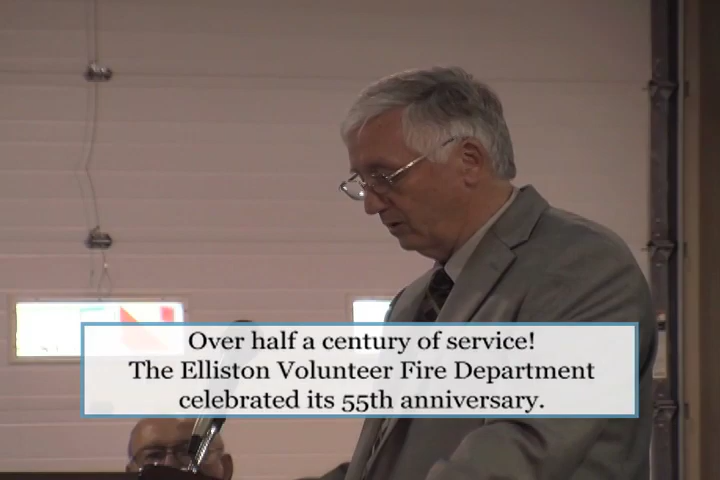 Over half a century of service!
The Elliston Volunteer Fire Department
celebrated its 55th anniversary.